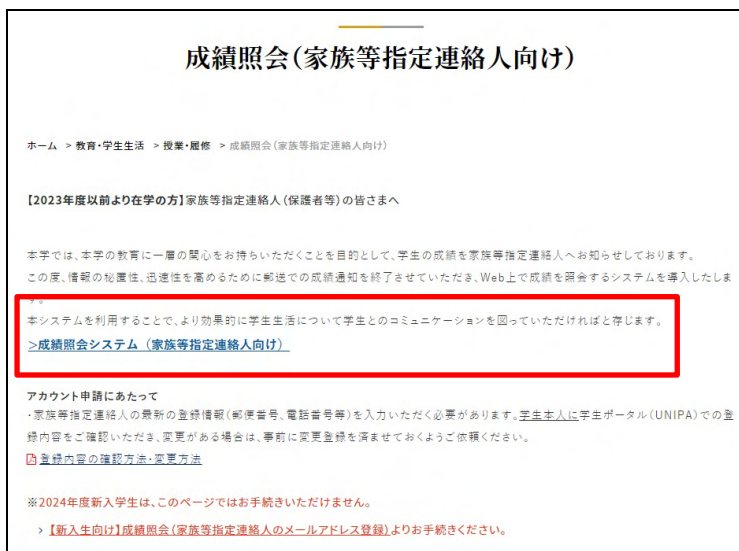 成績照会(家族等指定連絡人向け)
ホーム > 教育・学生生活 > 授業・履修 > 成績照会(家族等指定連絡人向け)
【2023年度以前より在学の方】家族等指定連絡人(保護者等)の皆さまへ
本学では、本学の教育に一層の関心をお持ちいただくことを目的として、学生の成績を家族等指定連絡人へお知らせしております。
この度、情報の秘匿性、迅速性を高めるために郵送での成績通知を終了させていただき、Web上で成績を照会するシステムを導入したしま
す。
本システムを利用することで、より効果的に学生生活について学生とのコミュニケーションを図っていただければと存じます。
>成績照会システム (家族等指定連絡人向け)
アカウント申請にあたって
・家族等指定連絡人の最新の登録情報(郵便番号、電話番号等)を入力いただく必要があります。学生本人に学生ポータル(UNIPA)での登
録内容をご確認いただき、変更がある場合は、事前に変更登録を済ませておくようご依頼ください。
登録内容の確認方法・変更方法
※2024年度新入学生は、このページではお手続きいただけません。
> 【新入生向け】成績照会(家族等指定連絡人のメールアドレス登録)よりお手続きください。